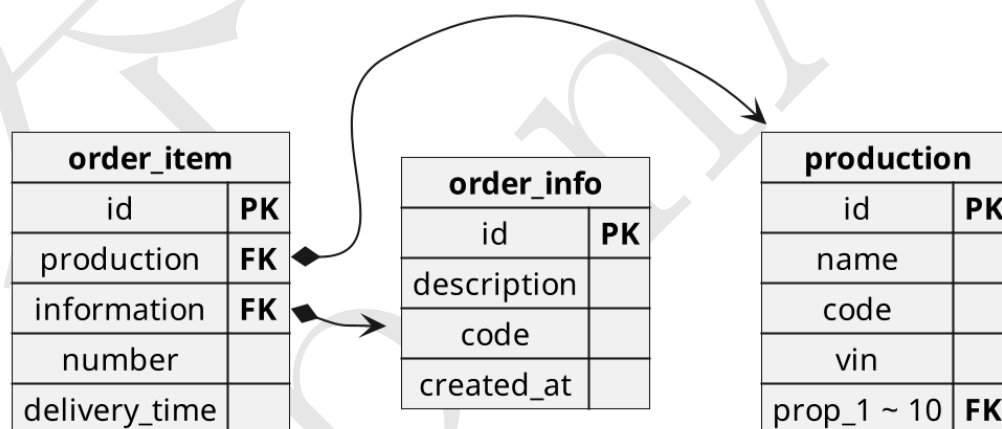 order_item
id PK
production FK
information FK
number
delivery_time
order_info
id PK
description
code
created_at
production
id PK
name
code
vin
prop_1 ~ 10 FK